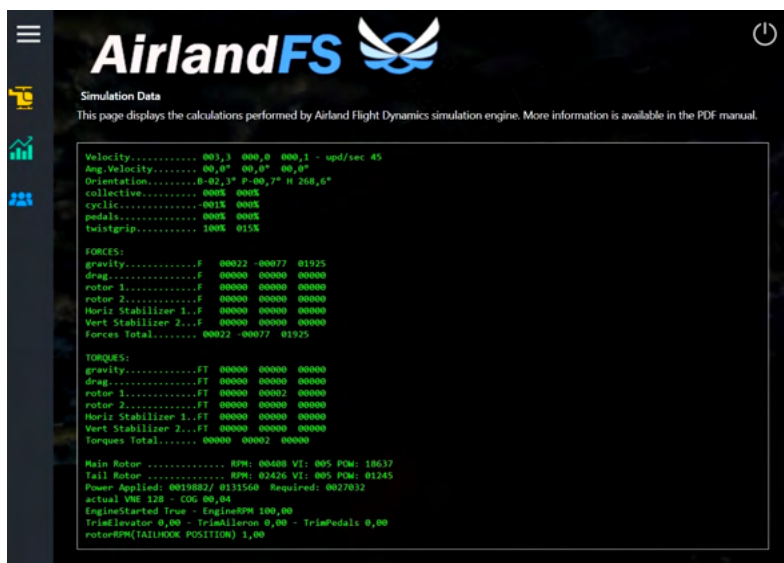 AirlandFS
Simulation Data
This page displays the calculations performed by Airland Flight Dynamics simulation engine. More information is available in the PDF manual.
Velocity............ 003,3 000,0 000,1 - upd/sec 45
Ang.Velocity........ 00,0° 00,0° 00,0°
Orientation.........B-02,3° P-00,7° H 268,6°
collective.......... 000% 000%
cyclic..............-001% 000%
pedals.............. 000% 000%
twistgrip........... 100% 015%
FORCES:
gravity.............F 00022 -00077 01925
drag................F 00000 00000 00000
rotor 1.............F 00000 00000 00000
rotor 2.............F 00000 00000 00000
Horiz Stabilizer 1..F 00000 00000 00000
Vert Stabilizer 2...F 00000 00000 00000
Forces Total........ 00022 -00077 01925
TORQUES:
gravity.............FT 00000 00000 00000
drag................FT 00000 00000 00000
rotor 1.............FT 00000 00002 00000
rotor 2.............FT 00000 00000 00000
Horiz Stabilizer 1..FT 00000 00000 00000
Vert Stabilizer 2...FT 00000 00000 00000
Torques Total....... 00000 00002 00000
Main Rotor .............. RPM: 00408 VI: 005 POW: 18637
Tail Rotor .............. RPM: 02426 VI: 005 POW: 01245
Power Applied: 0019882/ 0131560 Required: 0027032
actual VNE 128 - COG 00,04
EngineStarted True - EngineRPM 100,00
TrimElevator 0,00 - TrimAileron 0,00 - TrimPedals 0,00
rotorRPM(TAILHOOK POSITION) 1,00